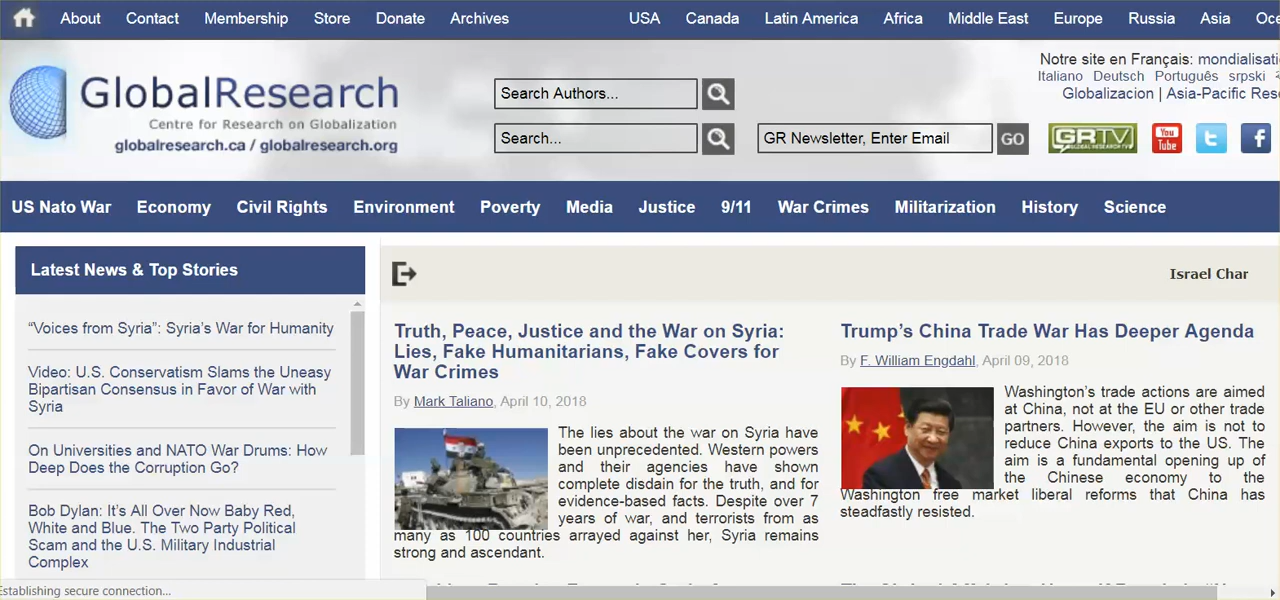 About Contact Membership Store Donate Archives USA Canada Latin America Africa Middle East Europe Russia Asia
Notre site en Français:
Italiano Deutsch Português srpski
Globalizacion | Asia-Pacific
GlobalResearch
Centre for Research on Globalization
globalresearch.ca / globalresearch.org
Search Authors...
Search...
GR Newsletter, Enter Email
GO
GRTV
GLOBAL RESEARCH TV
You
Tube
US Nato War Economy Civil Rights Environment Poverty Media Justice 9/11 War Crimes Militarization History Science
Latest News & Top Stories
“Voices from Syria”: Syria’s War for Humanity
Video: U.S. Conservatism Slams the Uneasy
Bipartisan Consensus in Favor of War with
Syria
On Universities and NATO War Drums: How
Deep Does the Corruption Go?
Bob Dylan: It’s All Over Now Baby Red,
White and Blue. The Two Party Political
Scam and the U.S. Military Industrial
Complex
Israel Char
Truth, Peace, Justice and the War on Syria:
Lies, Fake Humanitarians, Fake Covers for
War Crimes
By Mark Taliano, April 10, 2018
The lies about the war on Syria have
been unprecedented. Western powers
and their agencies have shown
complete disdain for the truth, and for
evidence-based facts. Despite over 7
years of war, and terrorists from as
many as 100 countries arrayed against her, Syria remains
strong and ascendant.
Trump’s China Trade War Has Deeper Agenda
By F. William Engdahl, April 09, 2018
Washington’s trade actions are aimed
at China, not at the EU or other trade
partners. However, the aim is not to
reduce China exports to the US. The
aim is a fundamental opening up of
the Chinese economy to the
Washington free market liberal reforms that China has
steadfastly resisted.
Establishing secure connection...